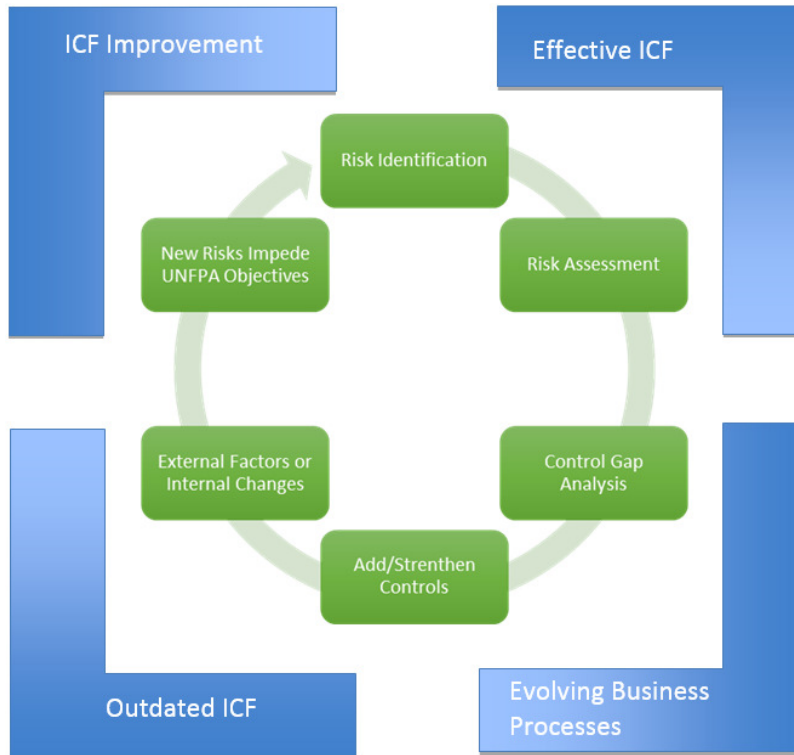 ICF Improvement
Effective ICF
Risk Identification
New Risks Impede
UNFPA Objectives
Risk Assessment
External Factors or
Internal Changes
Control Gap
Analysis
Add/Strenthen
Controls
Outdated ICF
Evolving Business
Processes